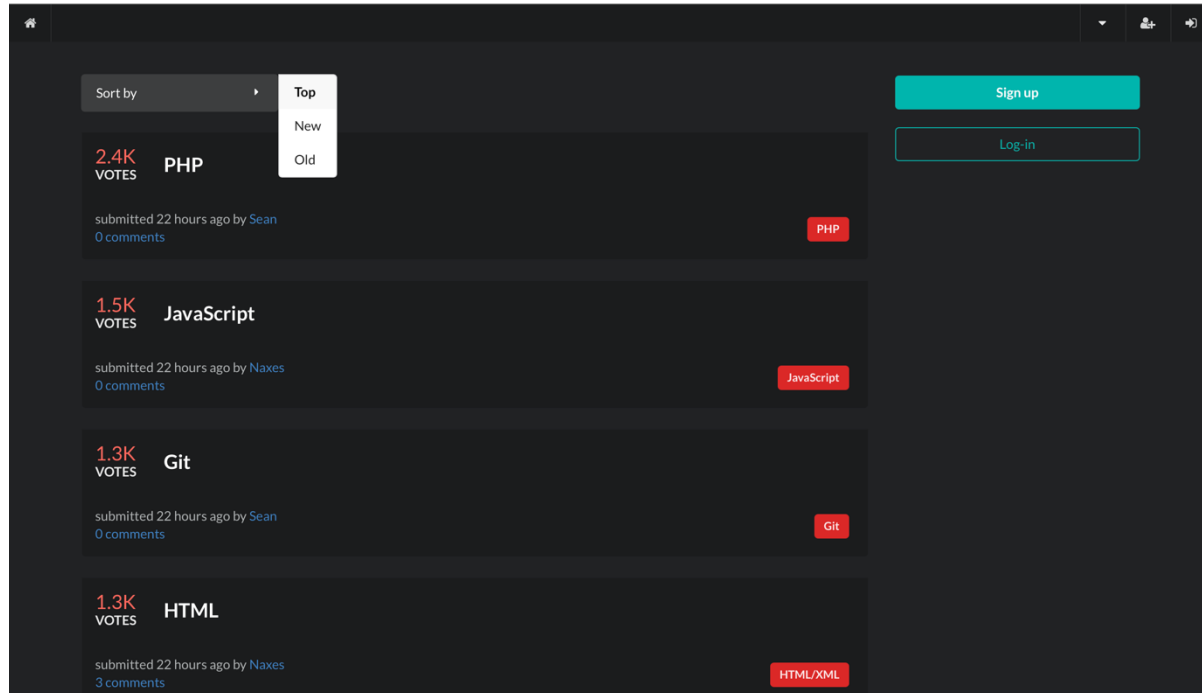 Sort by
Top
New
Old
Sign up
Log-in
2.4K
VOTES
PHP
submitted 22 hours ago by Sean
0 comments
PHP
1.5K
VOTES
JavaScript
submitted 22 hours ago by Naxes
0 comments
JavaScript
1.3K
VOTES
Git
submitted 22 hours ago by Sean
0 comments
Git
1.3K
VOTES
HTML
submitted 22 hours ago by Naxes
3 comments
HTML/XML